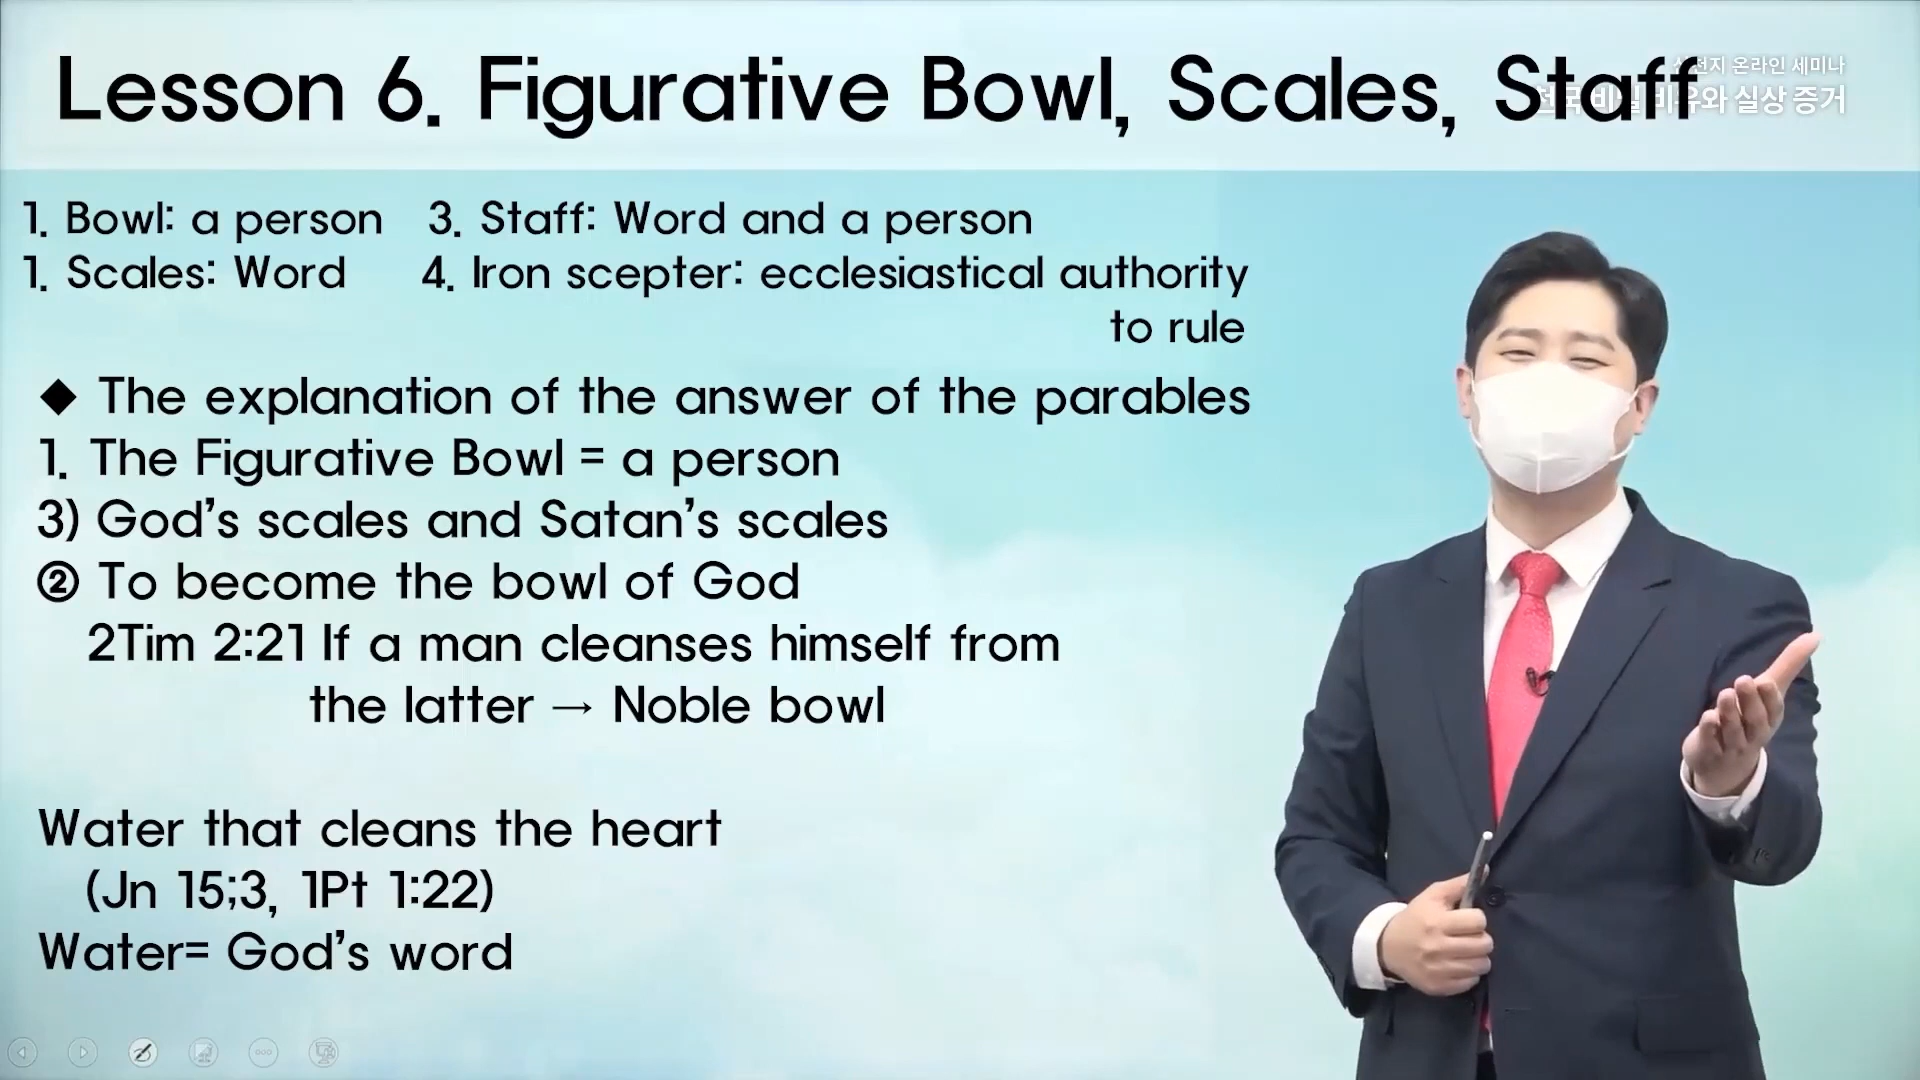 Lesson 6. Figurative Bowl, Scales, Staff
온라인 세미나
실상 증거
1. Bowl: a person 3. Staff: Word and a person
1. Scales: Word 4. Iron scepter: ecclesiastical authority
to rule
◆ The explanation of the answer of the parables
1. The Figurative Bowl = a person
3) God's scales and Satan's scales
② To become the bowl of God
2Tim 2:21 If a man cleanses himself from
the latter → Noble bowl
Water that cleans the heart
(Jn 15;3, 1Pt 1:22)
Water= God's word